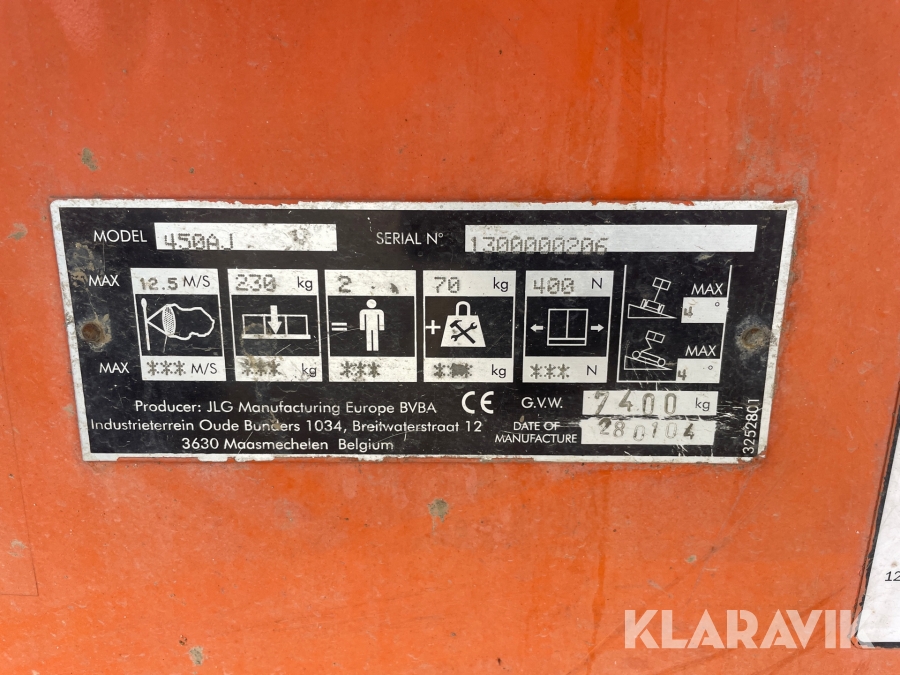 MODEL 450AJ SERIAL N° 1300000206
MAX 12.5 M/S 230 kg 2 70 kg 400 N MAX
4 °
= + MAX
MAX *** M/S *** kg *** *** kg *** N 4 °
Producer: JLG Manufacturing Europe BVBA CE G.V.W. 7400 kg
Industrieterrein Oude Bunders 1034, Breitwaterstraat 12 DATE OF MANUFACTURE 280104
3630 Maasmechelen Belgium
3252801
12
KLARAVIK